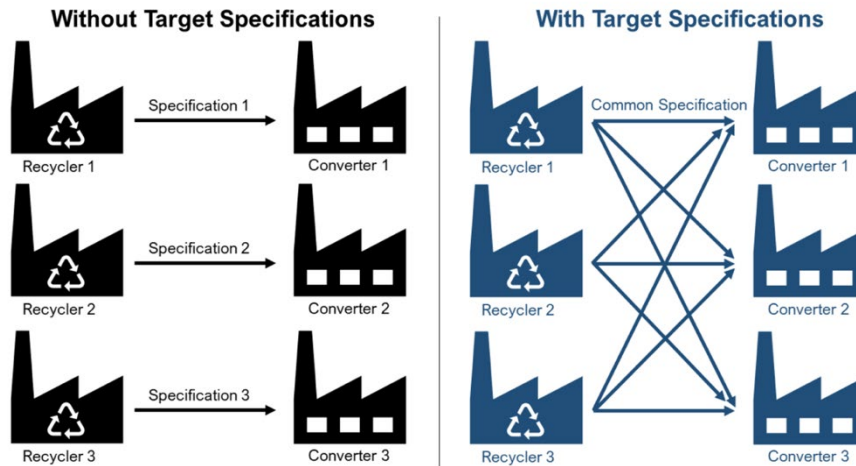 Without Target Specifications
Specification 1
Recycler 1
Converter 1
Specification 2
Recycler 2
Converter 2
Specification 3
Recycler 3
Converter 3
With Target Specifications
Common Specification
Recycler 1
Converter 1
Recycler 2
Converter 2
Recycler 3
Converter 3